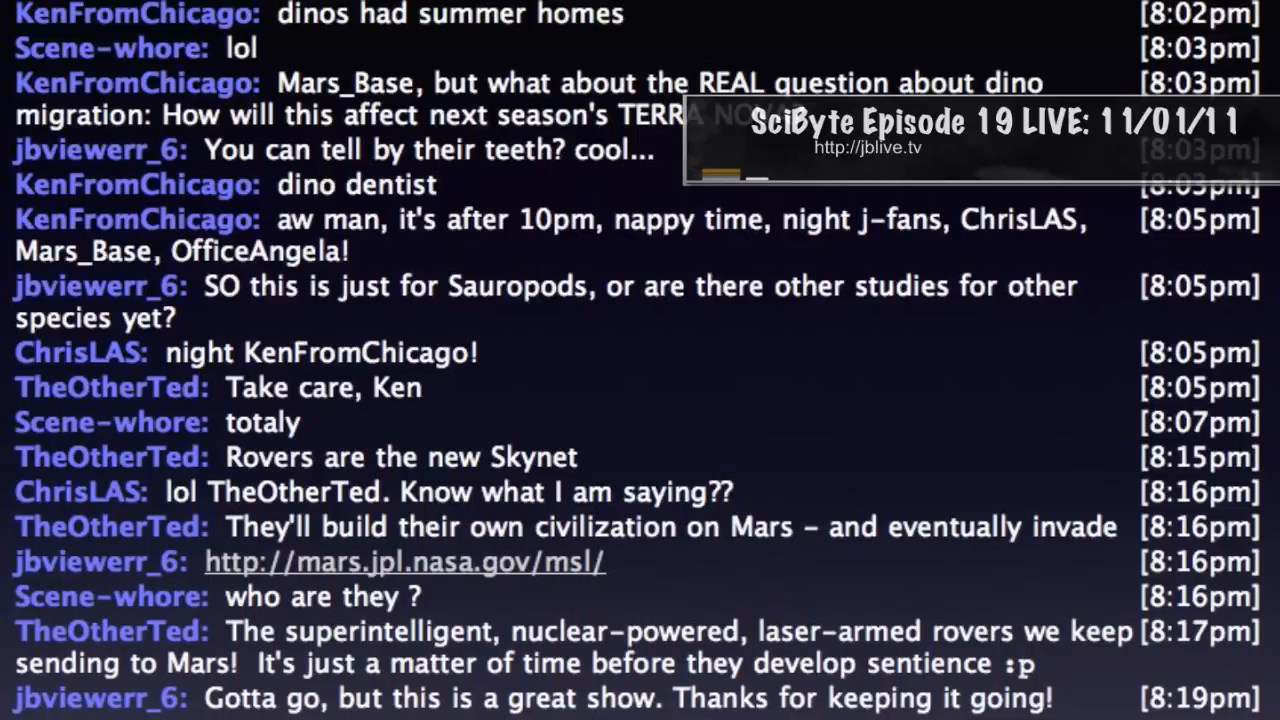 KenFromChicago: dinos had summer homes [8:02pm]
Scene-whore: lol [8:03pm]
KenFromChicago: Mars_Base, but what about the REAL question about dino [8:03pm]
migration: How will this affect next season's TERRA NO
SciByte Episode 19 LIVE: 11/01/11
http://jblive.tv
jbviewerr_6: You can tell by their teeth? cool... [8:03pm]
KenFromChicago: dino dentist [8:03pm]
KenFromChicago: aw man, it's after 10pm, nappy time, night j-fans, ChrisLAS, [8:05pm]
Mars_Base, OfficeAngela!
jbviewerr_6: SO this is just for Sauropods, or are there other studies for other [8:05pm]
species yet?
ChrisLAS: night KenFromChicago! [8:05pm]
TheOtherTed: Take care, Ken [8:05pm]
Scene-whore: totaly [8:07pm]
TheOtherTed: Rovers are the new Skynet [8:15pm]
ChrisLAS: lol TheOtherTed. Know what I am saying?? [8:16pm]
TheOtherTed: They'll build their own civilization on Mars - and eventually invade [8:16pm]
jbviewerr_6: http://mars.jpl.nasa.gov/msl/ [8:16pm]
Scene-whore: who are they ? [8:16pm]
TheOtherTed: The superintelligent, nuclear-powered, laser-armed rovers we keep [8:17pm]
sending to Mars!  It's just a matter of time before they develop sentience :p
jbviewerr_6: Gotta go, but this is a great show. Thanks for keeping it going! [8:19pm]